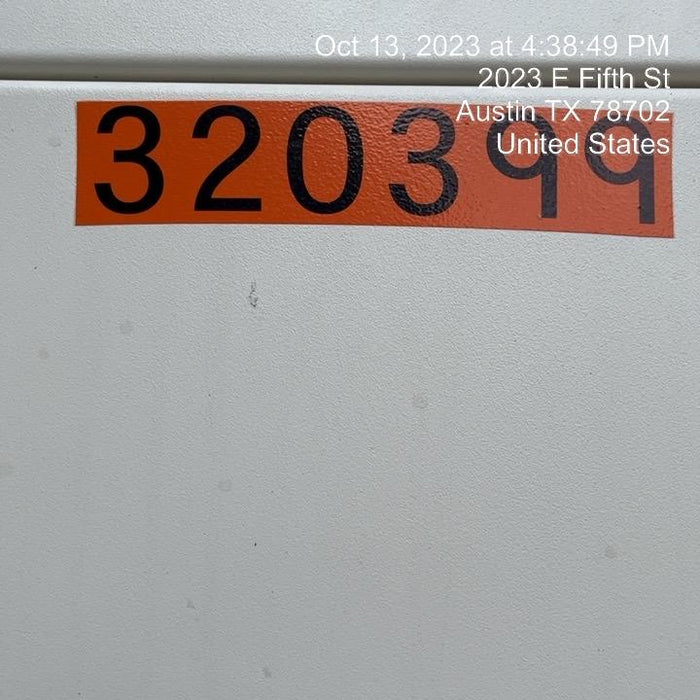 Oct 13, 2023 at 4:38:49 PM
2023 E Fifth St
Austin TX 78702
United States
320399